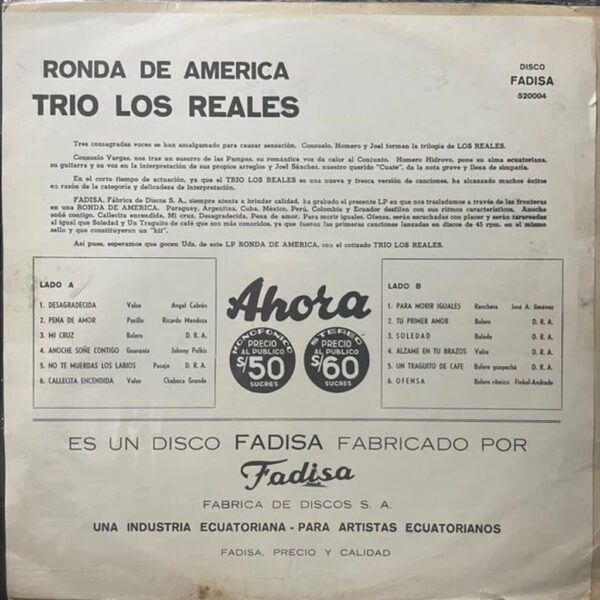 RONDA DE AMERICA
TRIO LOS REALES
DISCO
FADISA
520004
Tres consagradas voces se han amalgamado para causar sensación. Consuelo, Homero y Joel forman la trilogía de LOS REALES.
Consuelo Vargas, nos trae un susurro de las Pampas, su romántica voz da calor al Conjunto. Homero Hidrovo, pone su alma ecuatoriana,
su guitarra y su voz en la interpretación de sus propios arreglos y Joel Sánchez, nuestro querido "Cuate", da la nota grave y llena de simpatía.
En el corto tiempo de actuación, ya que el TRIO LOS REALES es una nueva y fresca versión de canciones, ha alcanzado muchos éxitos
en razón de la categoría y delicadeza de interpretación.
FADISA, Fábrica de Discos S. A., siempre atenta a brindar calidad, ha grabado el presente LP en que nos trasladamos a través de las fronteras
en una RONDA DE AMERICA. Paraguay, Argentina, Cuba, México, Perú, Colombia y Ecuador desfilan con sus ritmos característicos. Anoche
soñé contigo, Callecita encendida, Mi cruz, Desagradecida, Pena de amor, Para morir iguales, Ofensa, serán escuchadas con placer y serán tarareadas
al igual que Soledad y Un Traguito de café que son más conocidos, ya que fueron las primeras canciones lanzadas en discos de 45 rpm. en el mismo
sello y que constituyeron un "hit".
Así pues, esperamos que gocen Uds. de este LP RONDA DE AMERICA, con el cotizado TRIO LOS REALES.
LADO A
1. DESAGRADECIDA Valse Angel Cabrán
2. PENA DE AMOR Pasillo Ricardo Mendoza
3. MI CRUZ Bolero D. R. A.
4. ANOCHE SOÑE CONTIGO Guarania Johnny Pelkis
5. NO TE MUERDAS LOS LABIOS Pasaje D. R. A.
6. CALLECITA ENCENDIDA Valse Chabuca Granda
Ahora
MONOFONICO
PRECIO
AL PUBLICO
S/50
SUCRES
STEREO
PRECIO
AL PUBLICO
S/60
SUCRES
LADO B
1. PARA MORIR IGUALES Ranchera José A. Jiménez
2. TU PRIMER AMOR Bolero D. R. A.
3. SOLEDAD Balada D. R. A.
4. ALZAME EN TU BRAZOS Valse D. R. A.
5. UN TRAGUITO DE CAFE Bolero guapachá D. R. A.
6. OFENSA Bolero rítmico Finkel-Andrade
ES UN DISCO FADISA FABRICADO POR
Fadisa
FABRICA DE DISCOS S. A.
UNA INDUSTRIA ECUATORIANA - PARA ARTISTAS ECUATORIANOS
FADISA, PRECIO Y CALIDAD